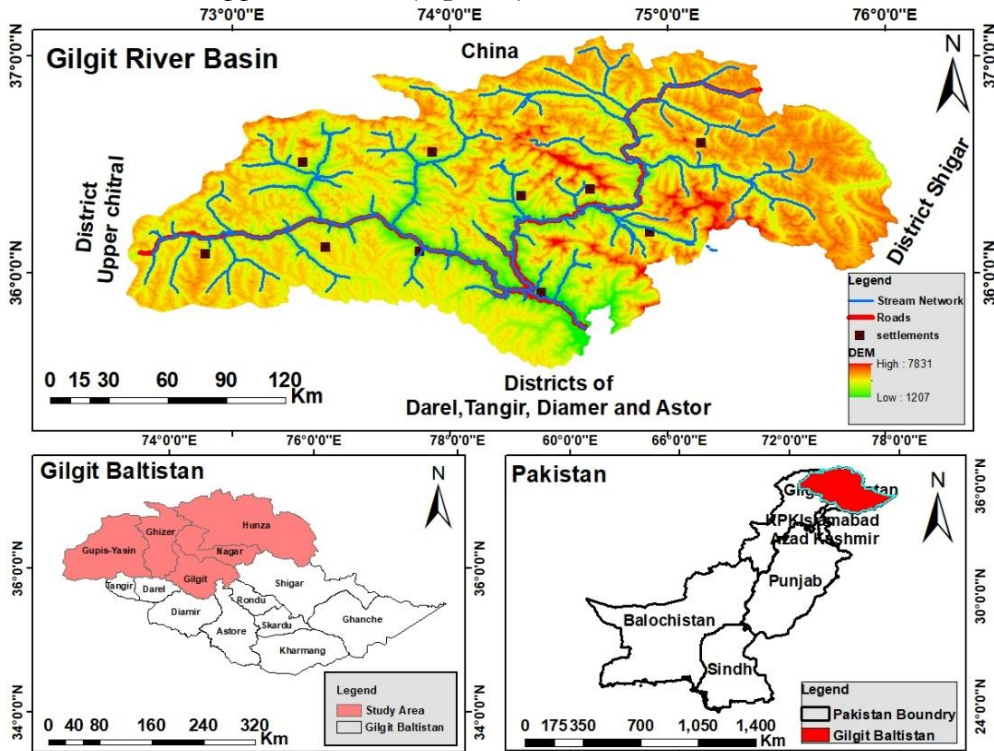 73°0'0"E 74°0'0"E 75°0'0"E 76°0'0"E
37°0'0"N
Gilgit River Basin
China
N
37°0'0"N
District
Upper chitral
District Shigar
36°0'0"N
36°0'0"N
Legend
Stream Network
Roads
settlements
DEM
High : 7831
Low : 1207
0 15 30 60 90 120
Km
Districts of
Darel,Tangir, Diamer and Astor
74°0'0"E 76°0'0"E 78°0'0"E
Gilgit Baltistan
N
Hunza
Ghizer
Gupis-Yasin
Nagar
Gilgit
Tangir
Darel
Shigar
Rondu
Diamir
Skardu
Ghanche
Astore
Kharmang
36°0'0"N
34°0'0"N
Legend
Study Area
Gilgit Baltistan
0 40 80 160 240 320
Km
60°0'0"E 66°0'0"E 72°0'0"E 78°0'0"E
Pakistan
N
KPK
Islamabad
Azad Kashmir
Punjab
Balochistan
Sindh
36°0'0"N
30°0'0"N
24°0'0"N
Legend
Pakistan Boundry
Gilgit Baltistan
0 175 350 700 1,050 1,400
Km